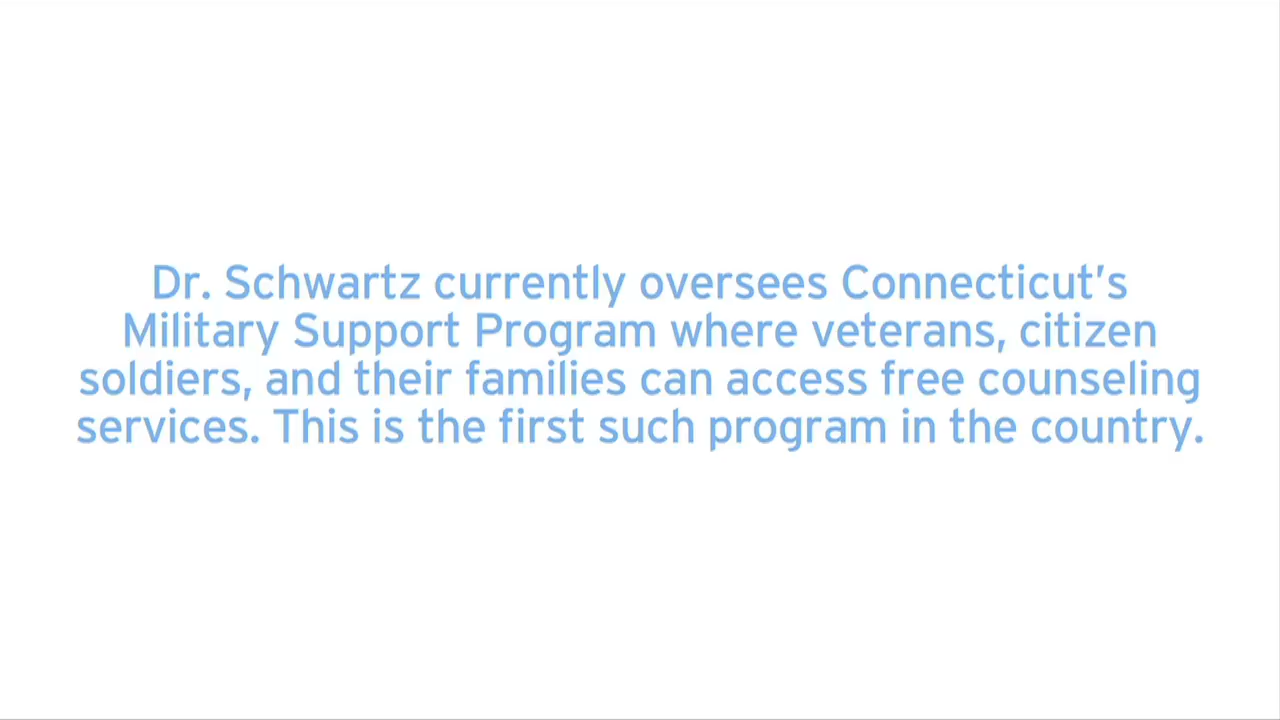 Dr. Schwartz currently oversees Connecticut's
Military Support Program where veterans, citizen
soldiers, and their families can access free counseling
services. This is the first such program in the country.